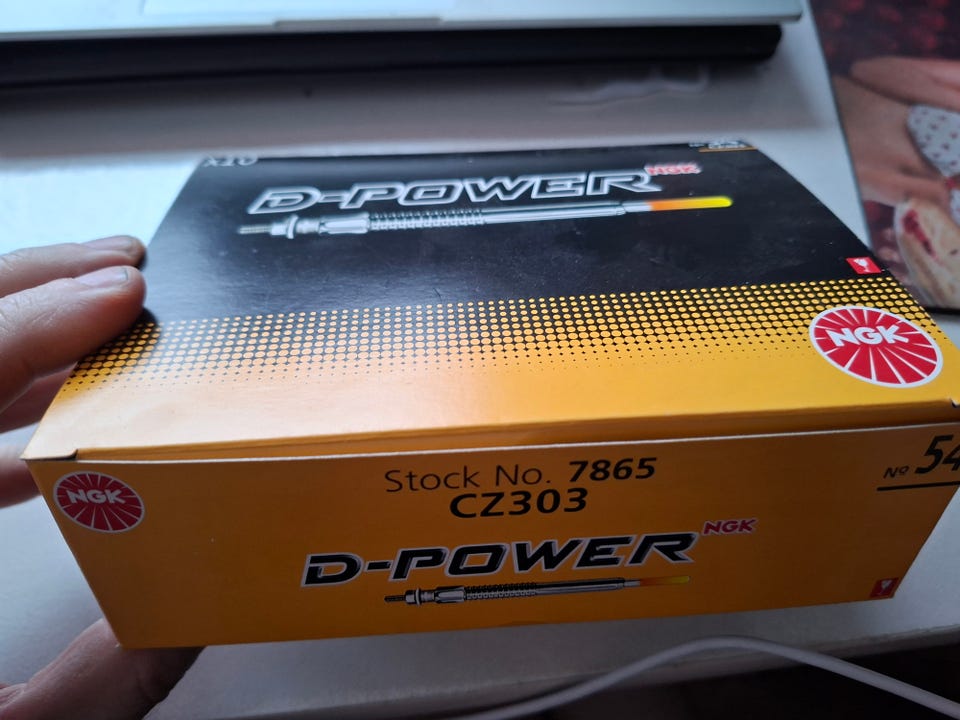 X10
D-POWER NGK
NGK
Stock No. 7865
CZ303
NGK
Nº 54
D-POWER NGK